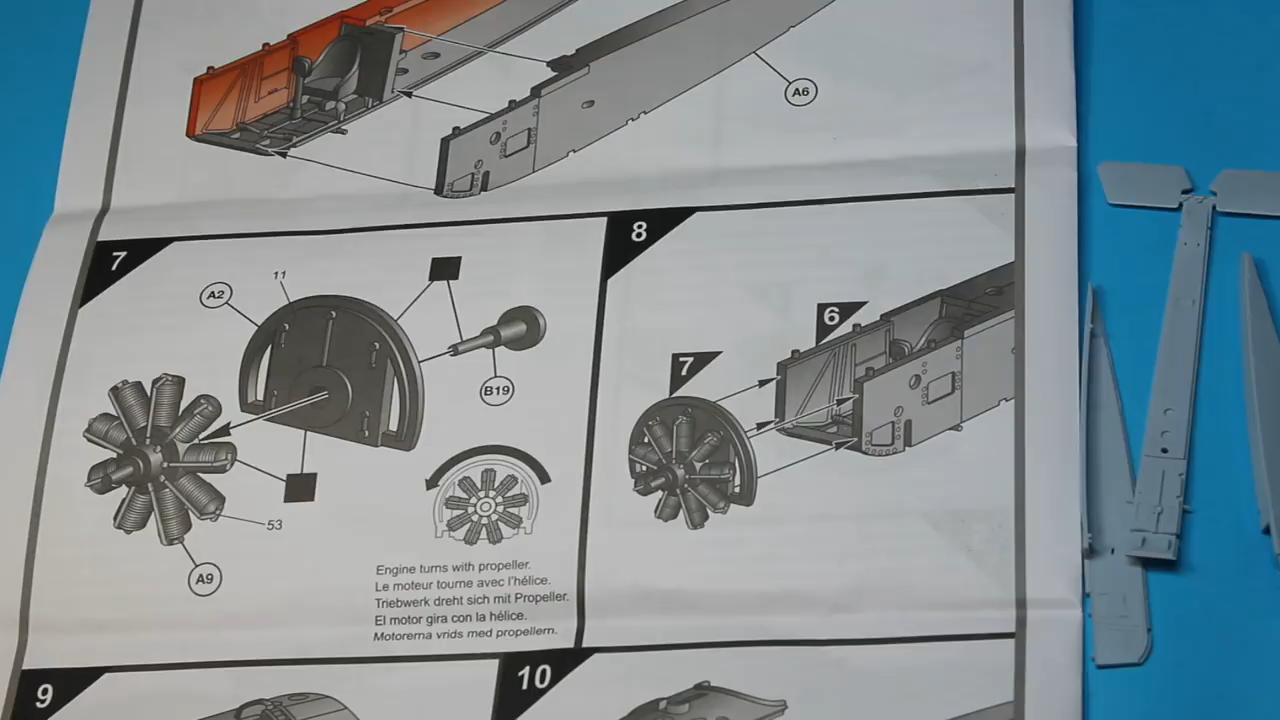 A6
7
A2
11
B19
53
A9
Engine turns with propeller.
Le moteur tourne avec l'hélice.
Triebwerk dreht sich mit Propeller.
El motor gira con la hélice.
Motorerna vrids med propellern.
8
6
7
9
10